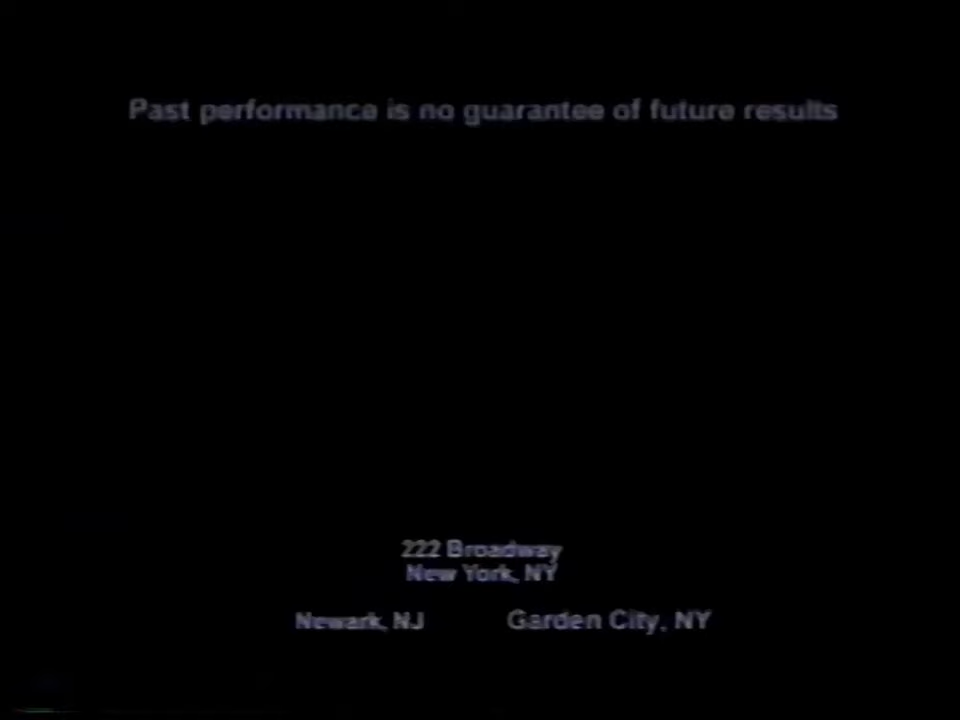 Past performance is no guarantee of future results
222 Broadway
New York, NY
Newark, NJ Garden City, NY